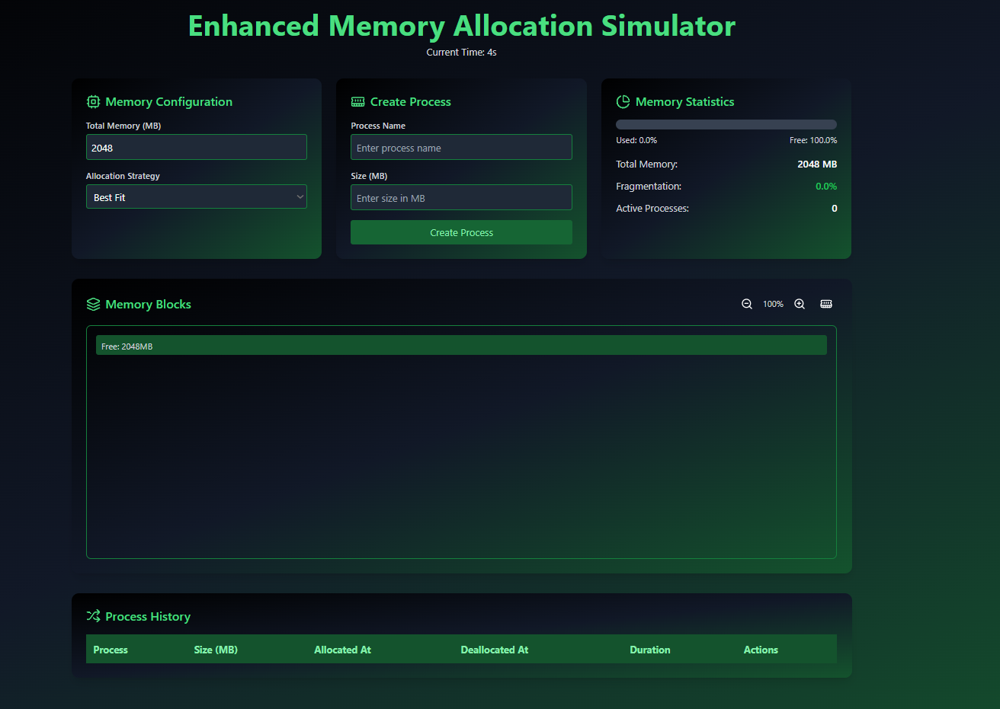 Enhanced Memory Allocation Simulator
Current Time: 4s
Memory Configuration
Total Memory (MB)
2048
Allocation Strategy
Best Fit
Create Process
Process Name
Enter process name
Size (MB)
Enter size in MB
Create Process
Memory Statistics
Used: 0.0% Free: 100.0%
Total Memory: 2048 MB
Fragmentation: 0.0%
Active Processes: 0
Memory Blocks 100%
Free: 2048MB
Process History
Process Size (MB) Allocated At Deallocated At Duration Actions